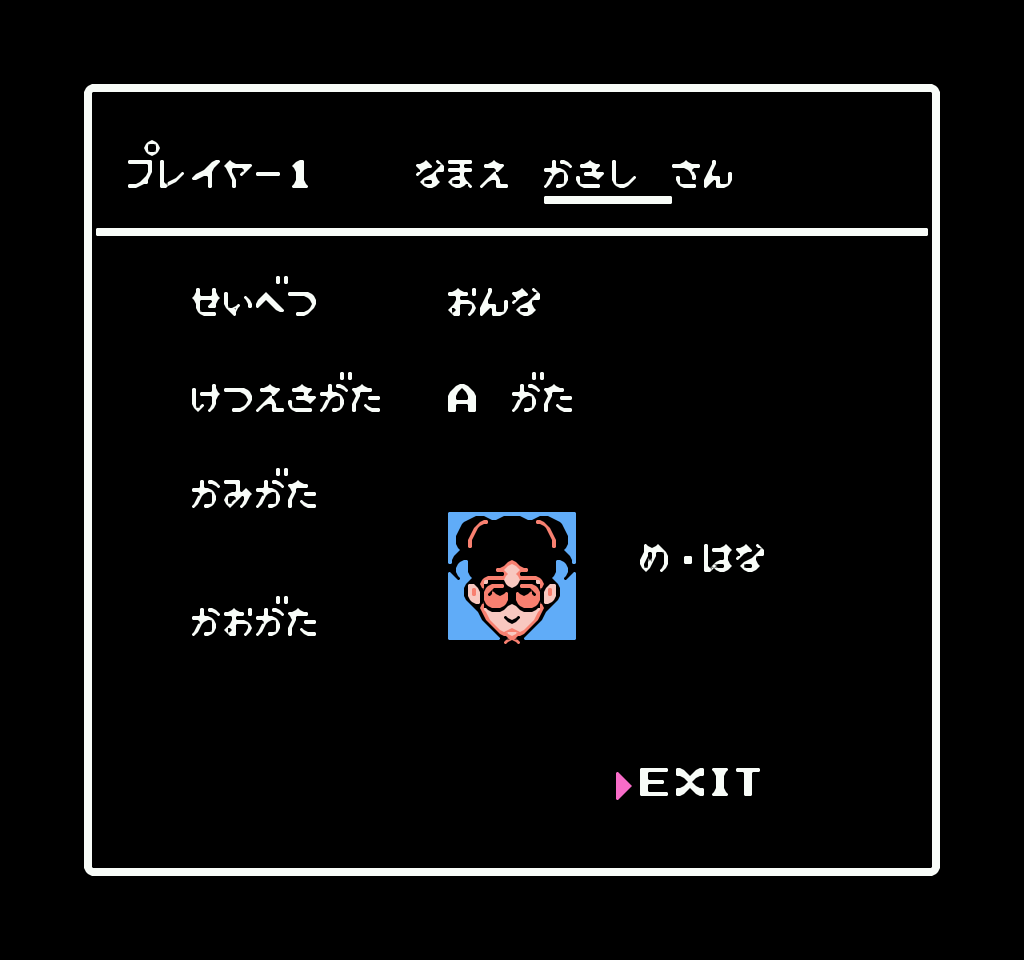 プレイヤー1 なまえ かきし さん
せいべつ おんな
けつえきがた A がた
かみがた
め・はな
かおがた
EXIT